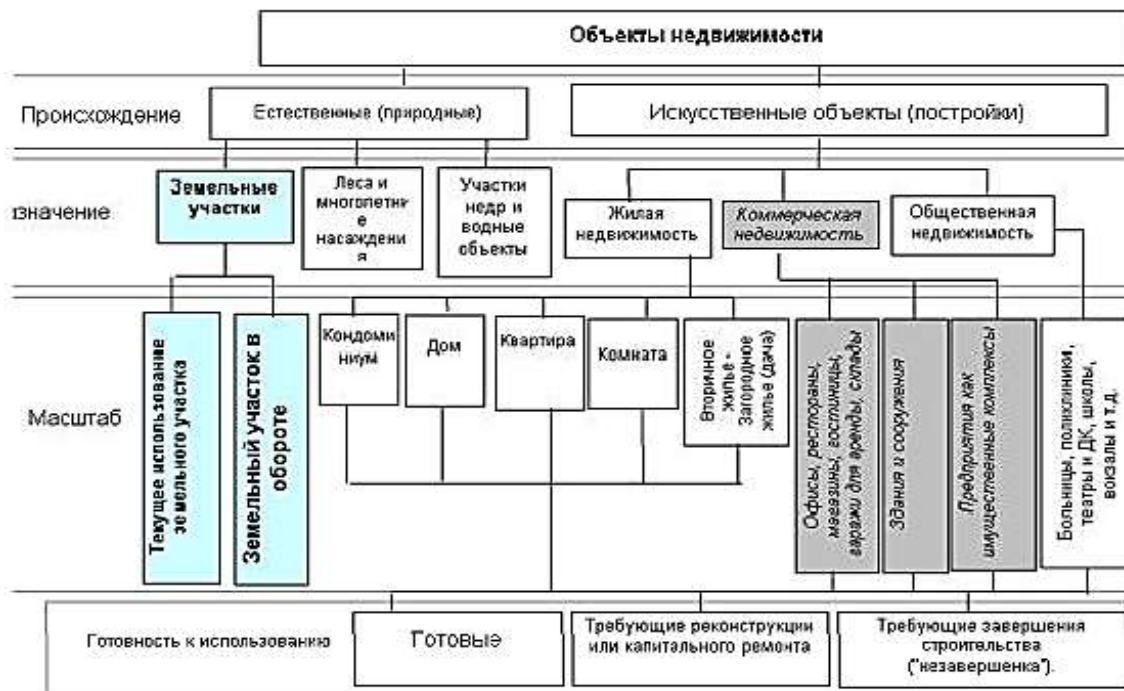 Объекты недвижимости
Происхождение
Естественные (природные)
Искусственные объекты (постройки)
значение
Земельные
участки
Леса и
многолетни
е
насаждени
я
Участки
недр и
водные
объекты
Жилая
недвижимость
Коммерческая
недвижимость
Общественная
недвижимость
Масштаб
Текущее использование
земельного участка
Земельный участок в
обороте
Кондоми
ниум
Дом
Квартира
Комната
Вторичное
жилье -
Загородное
жилье (дача)
Офисы, рестораны,
магазины, гостиницы,
гаражи для аренды, склады
Здания и сооружения
Предприятия как
имущественные комплексы
Больницы, поликлиники,
театры и ДК, школы,
вокзалы и т.д.
Готовность к использованию
Готовые
Требующие реконструкции
или капитального ремонта
Требующие завершения
строительства
("незавершенка").